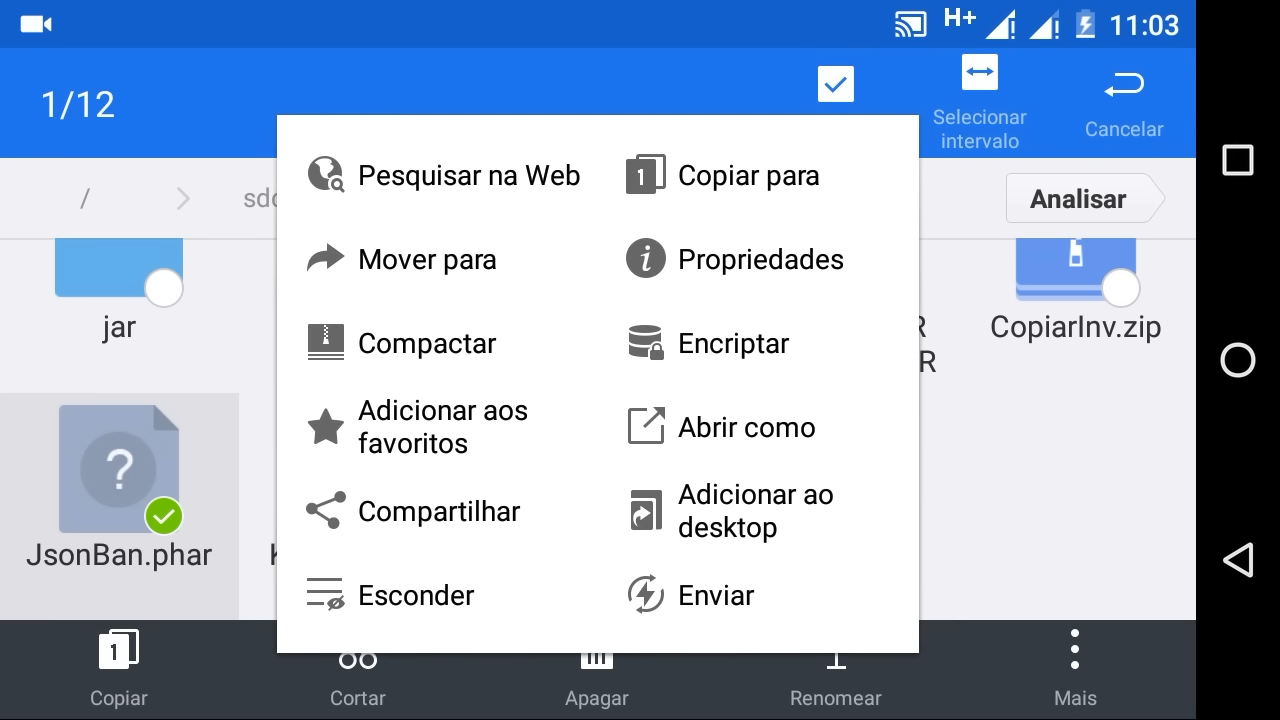 H+ 11:03
1/12
Selecionar
intervalo
Cancelar
/
Analisar
Pesquisar na Web
Copiar para
Mover para
Propriedades
Compactar
Encriptar
Adicionar aos
favoritos
Abrir como
Compartilhar
Adicionar ao
desktop
Esconder
Enviar
jar
R
R
CopiarInv.zip
JsonBan.phar
Copiar
Cortar
Apagar
Renomear
Mais